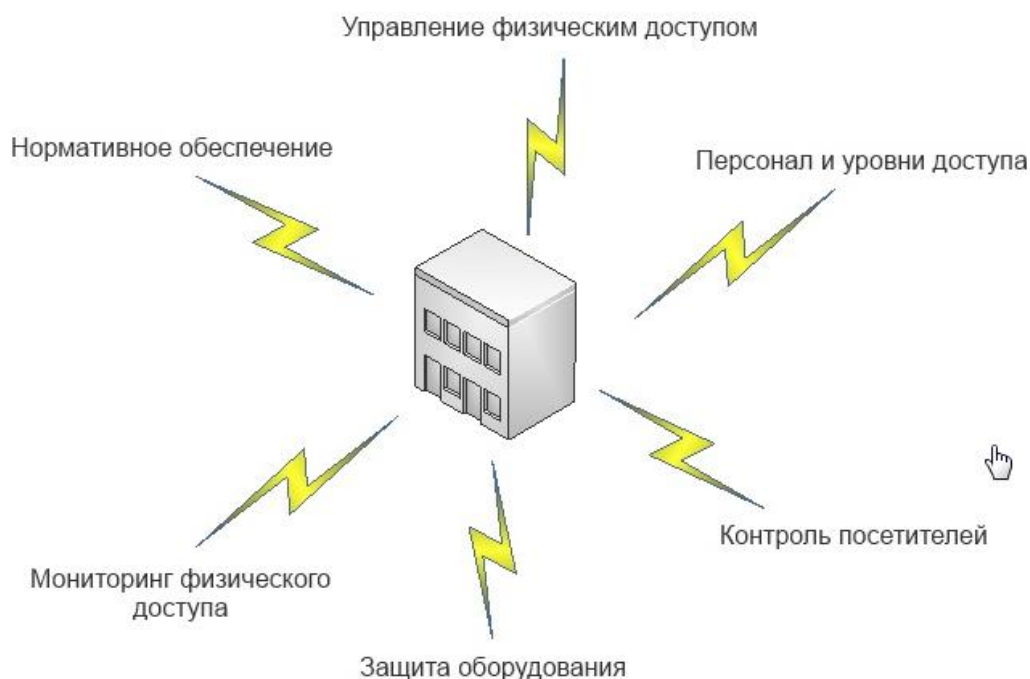 Управление физическим доступом
Нормативное обеспечение
Персонал и уровни доступа
Контроль посетителей
Мониторинг физического
доступа
Защита оборудования